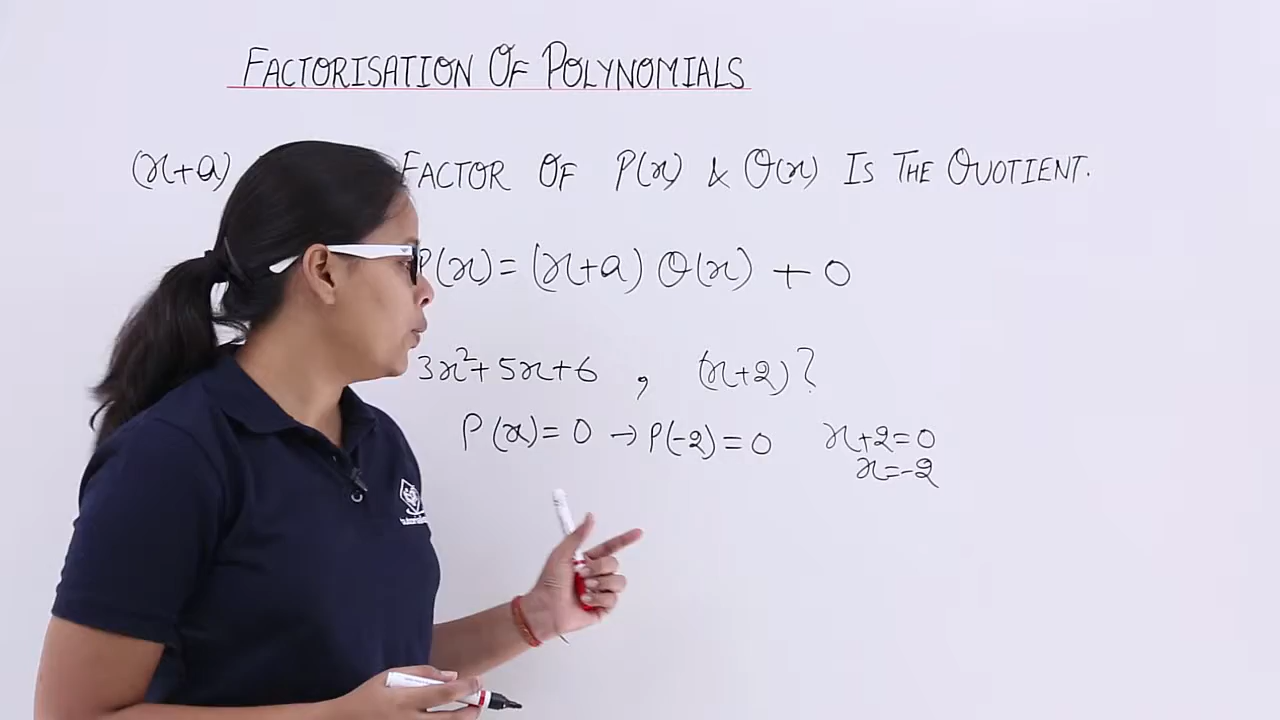 FACTORISATION OF POLYNOMIALS
(x+a) FACTOR OF P(x) & Q(x) IS THE QUOTIENT.
P(x) = (x+a) Q(x) + 0
3x²+5x+6 , (x+2)?
P(x)=0 → P(-2)=0 x+2=0
x=-2